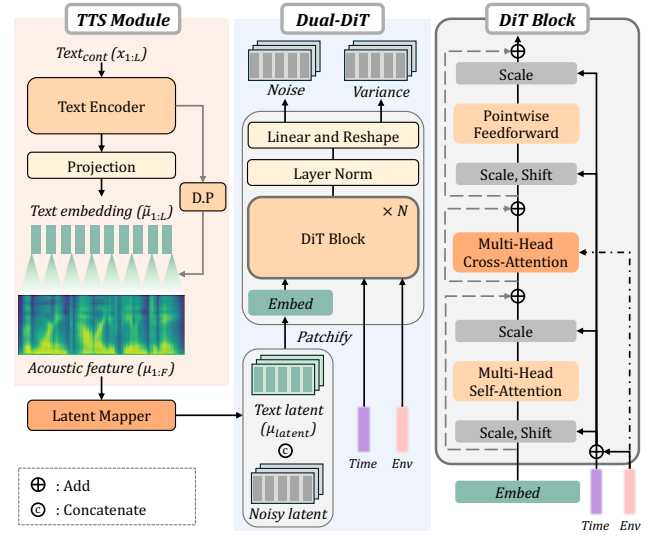 TTS Module
Text_cont (x_1:L)
Text Encoder
Projection
D.P
Text embedding (μ̃_1:L)
Acoustic feature (μ_1:F)
Latent Mapper
⊕ : Add
ⓒ : Concatenate
Dual-DiT
Noise
Variance
Linear and Reshape
Layer Norm
× N
DiT Block
Embed
Patchify
Text latent
(μ_latent)
ⓒ
Noisy latent
Time
Env
DiT Block
Scale
Pointwise
Feedforward
Scale, Shift
Multi-Head
Cross-Attention
Scale
Multi-Head
Self-Attention
Scale, Shift
Embed
Time
Env